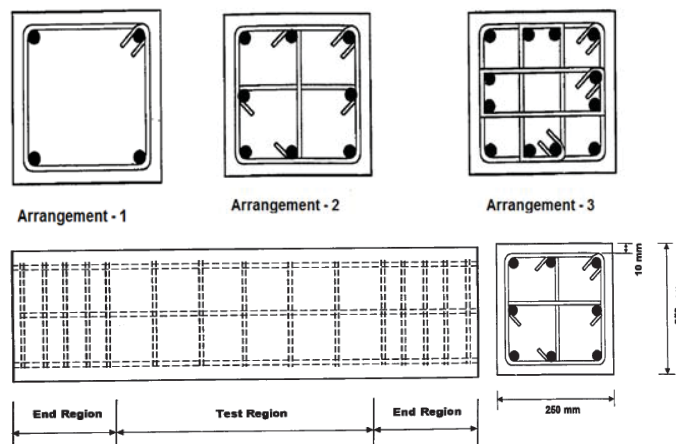 Arrangement - 1
Arrangement - 2
Arrangement - 3
10 mm
End Region
Test Region
End Region
250 mm